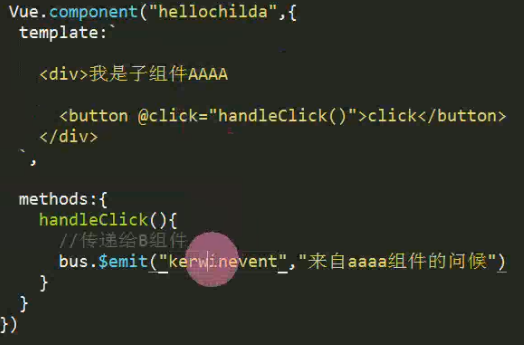 Vue.component("hellochilda",{
template:`
<div>我是子组件AAAA
<button @click="handleClick()">click</button>
</div>
`,
methods:{
handleClick(){
//传递给B组件
bus.$emit("kerwinevent","来自aaaa组件的问候")
}
}
})